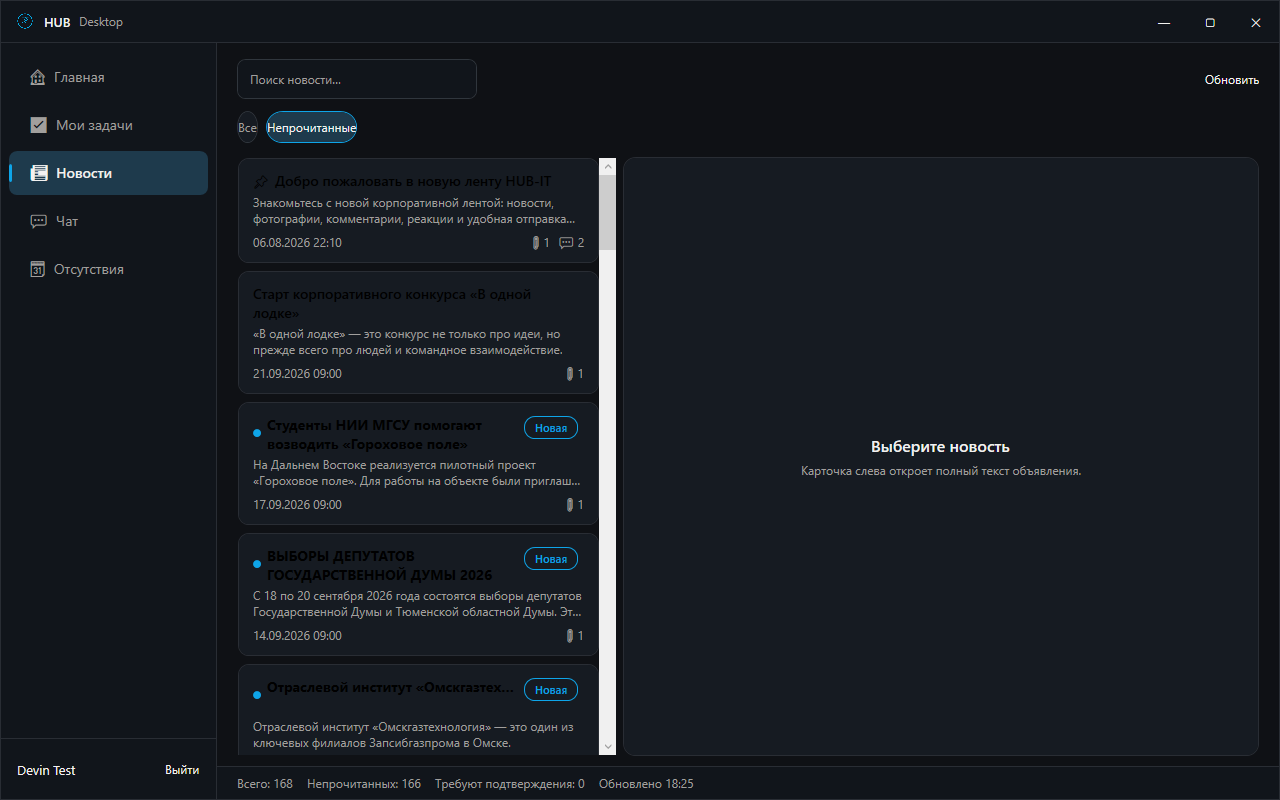 HUB Desktop
Главная
Мои задачи
Новости
Чат
31 Отсутствия
Devin Test Выйти
Поиск новости...
Обновить
Все Непрочитанные
Добро пожаловать в новую ленту HUB-IT
Знакомьтесь с новой корпоративной лентой: новости,
фотографии, комментарии, реакции и удобная отправка...
06.08.2026 22:10 1 2
Старт корпоративного конкурса «В одной
лодке»
«В одной лодке» — это конкурс не только про идеи, но
прежде всего про людей и командное взаимодействие.
21.09.2026 09:00 1
Студенты НИИ МГСУ помогают
возводить «Гороховое поле»
Новая
На Дальнем Востоке реализуется пилотный проект
«Гороховое поле». Для работы на объекте были приглаш...
17.09.2026 09:00 1
ВЫБОРЫ ДЕПУТАТОВ
ГОСУДАРСТВЕННОЙ ДУМЫ 2026
Новая
С 18 по 20 сентября 2026 года состоятся выборы депутатов
Государственной Думы и Тюменской областной Думы. Эт...
14.09.2026 09:00 1
Отраслевой институт «Омскгазтех...
Новая
Отраслевой институт «Омскгазтехнология» — это один из
ключевых филиалов Запсибгазпрома в Омске.
Выберите новость
Карточка слева откроет полный текст объявления.
Всего: 168 Непрочитанных: 166 Требуют подтверждения: 0 Обновлено 18:25